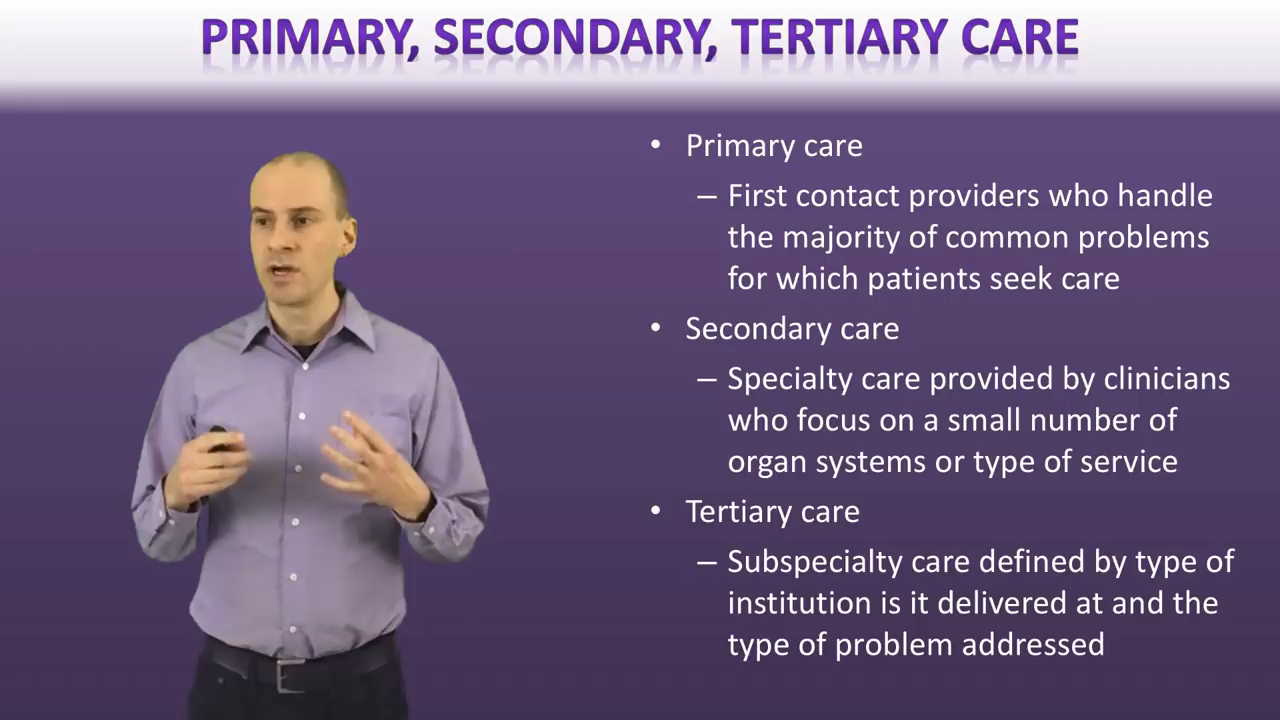 PRIMARY, SECONDARY, TERTIARY CARE
• Primary care
– First contact providers who handle
the majority of common problems
for which patients seek care
• Secondary care
– Specialty care provided by clinicians
who focus on a small number of
organ systems or type of service
• Tertiary care
– Subspecialty care defined by type of
institution is it delivered at and the
type of problem addressed